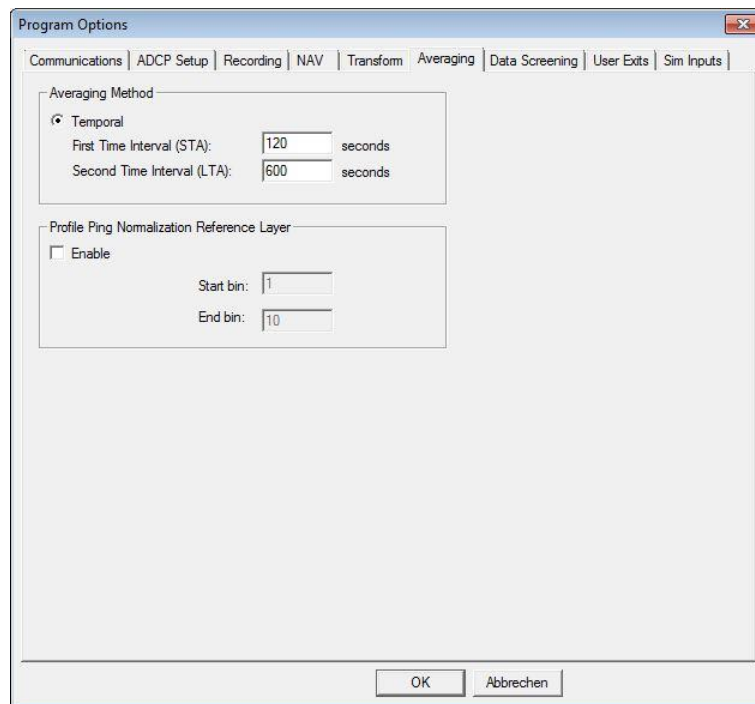 Program Options
Communications ADCP Setup Recording NAV Transform Averaging Data Screening User Exits Sim Inputs
Averaging Method
Temporal
First Time Interval (STA): 120 seconds
Second Time Interval (LTA): 600 seconds
Profile Ping Normalization Reference Layer
Enable
Start bin: 1
End bin: 10
OK Abbrechen